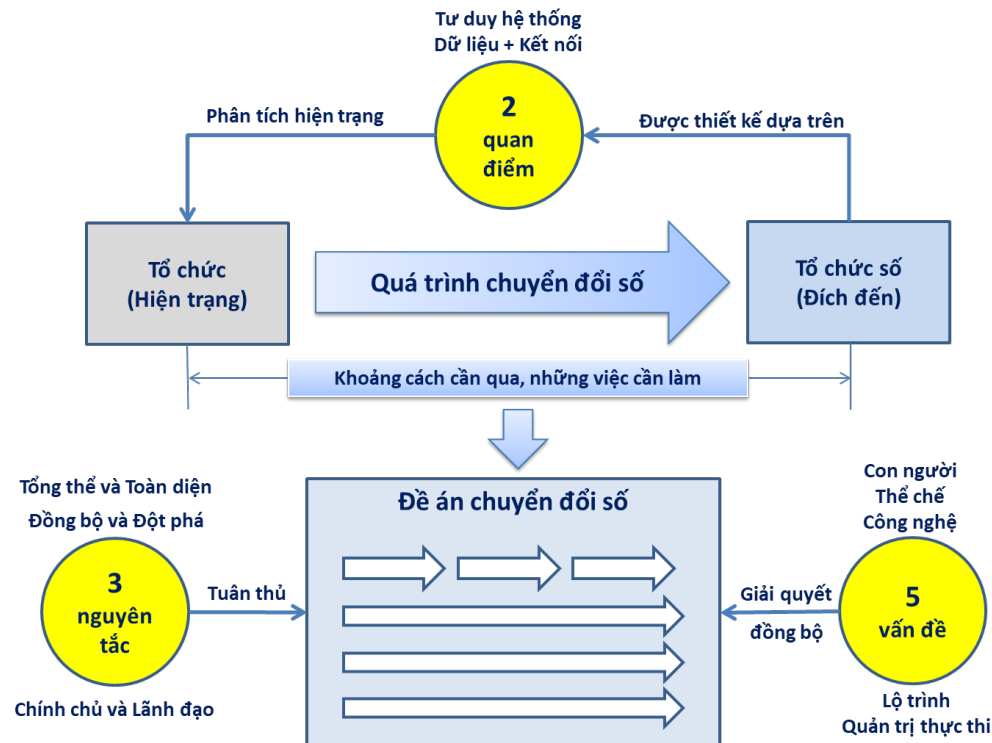 Tư duy hệ thống
Dữ liệu + Kết nối
2
quan
điểm
Phân tích hiện trạng
Được thiết kế dựa trên
Tổ chức
(Hiện trạng)
Quá trình chuyển đổi số
Tổ chức số
(Đích đến)
Khoảng cách cần qua, những việc cần làm
Tổng thể và Toàn diện
Đồng bộ và Đột phá
3
nguyên
tắc
Chính chủ và Lãnh đạo
Tuân thủ
Đề án chuyển đổi số
Giải quyết
đồng bộ
Con người
Thể chế
Công nghệ
5
vấn đề
Lộ trình
Quản trị thực thi